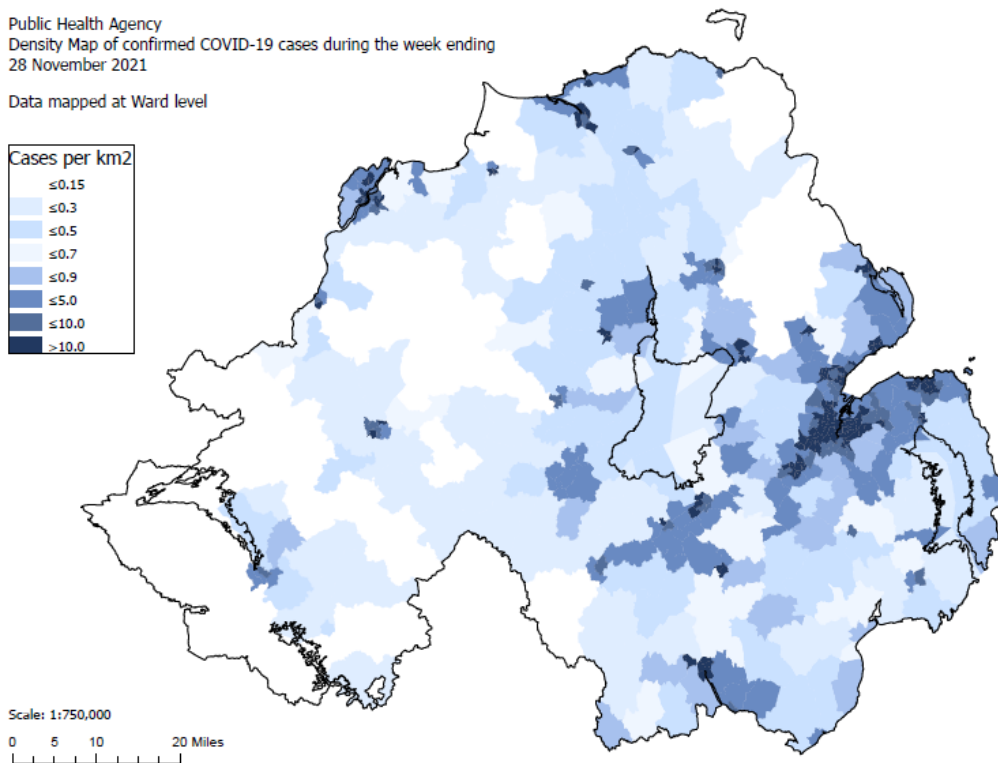 Public Health Agency
Density Map of confirmed COVID-19 cases during the week ending
28 November 2021
Data mapped at Ward level
Cases per km2
≤0.15
≤0.3
≤0.5
≤0.7
≤0.9
≤5.0
≤10.0
>10.0
Scale: 1:750,000
0 5 10 20 Miles